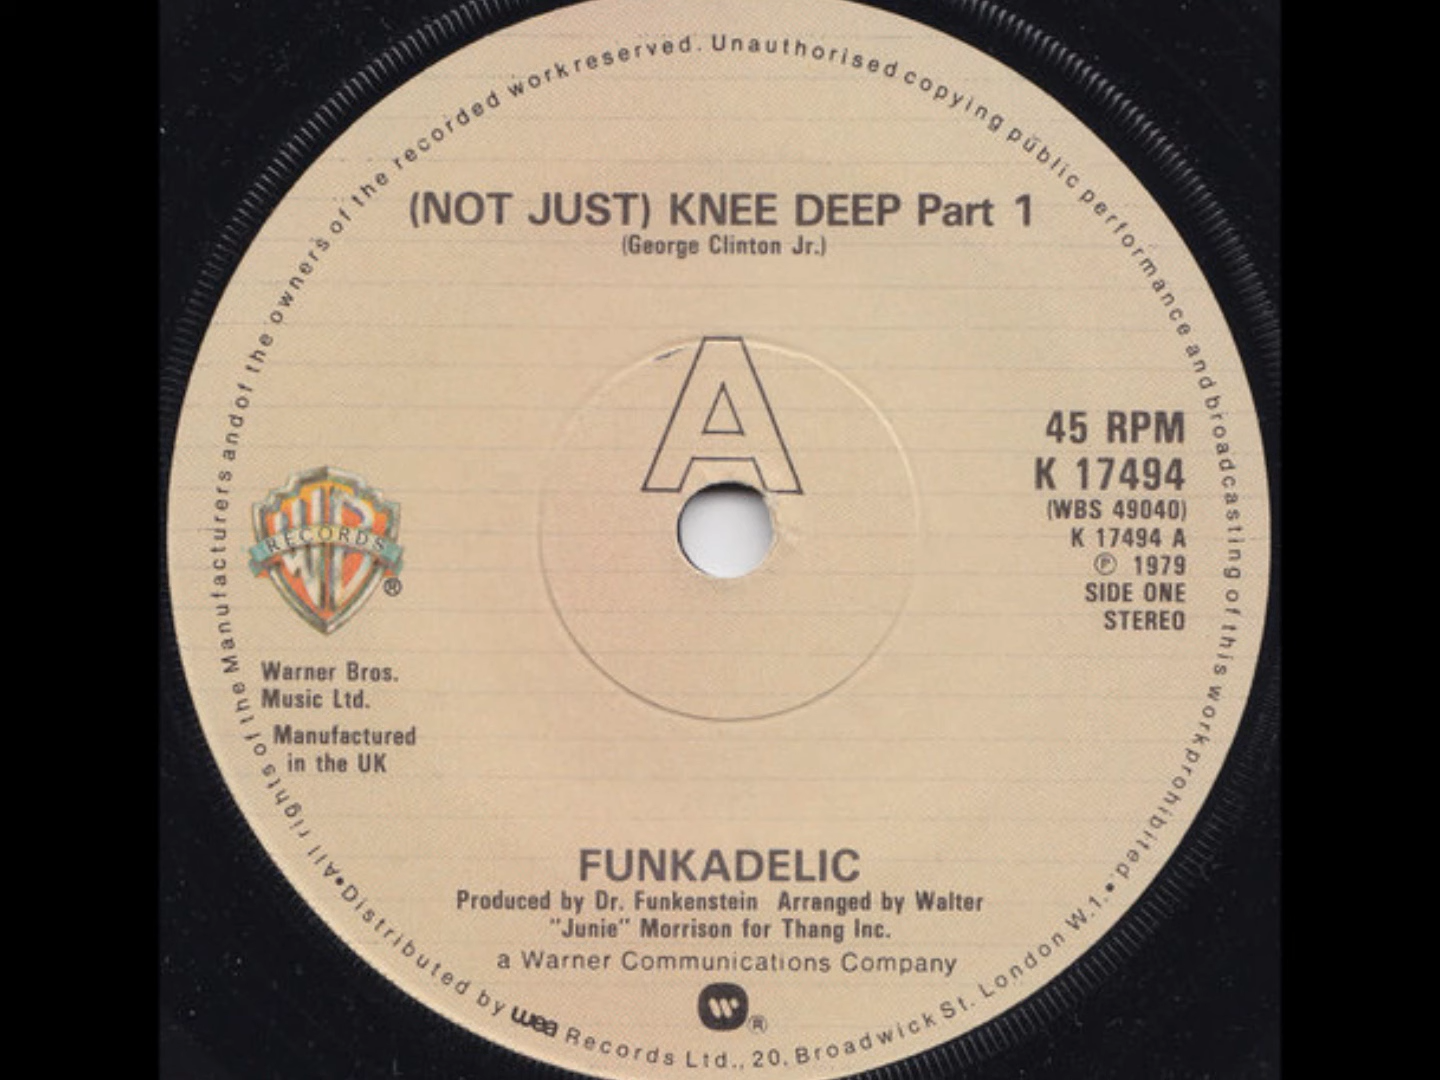 All rights of the Manufacturers and of the owners of the recorded work reserved. Unauthorised copying public performance and broadcasting of this work prohibited.
(NOT JUST) KNEE DEEP Part 1
(George Clinton Jr.)
A
45 RPM
K 17494
(WBS 49040)
K 17494 A
℗ 1979
SIDE ONE
STEREO
WB
RECORDS
®
Warner Bros.
Music Ltd.
Manufactured
in the UK
FUNKADELIC
Produced by Dr. Funkenstein Arranged by Walter
"Junie" Morrison for Thang Inc.
a Warner Communications Company
W ®
•Distributed by wea Records Ltd., 20, Broadwick St. London W.1.•